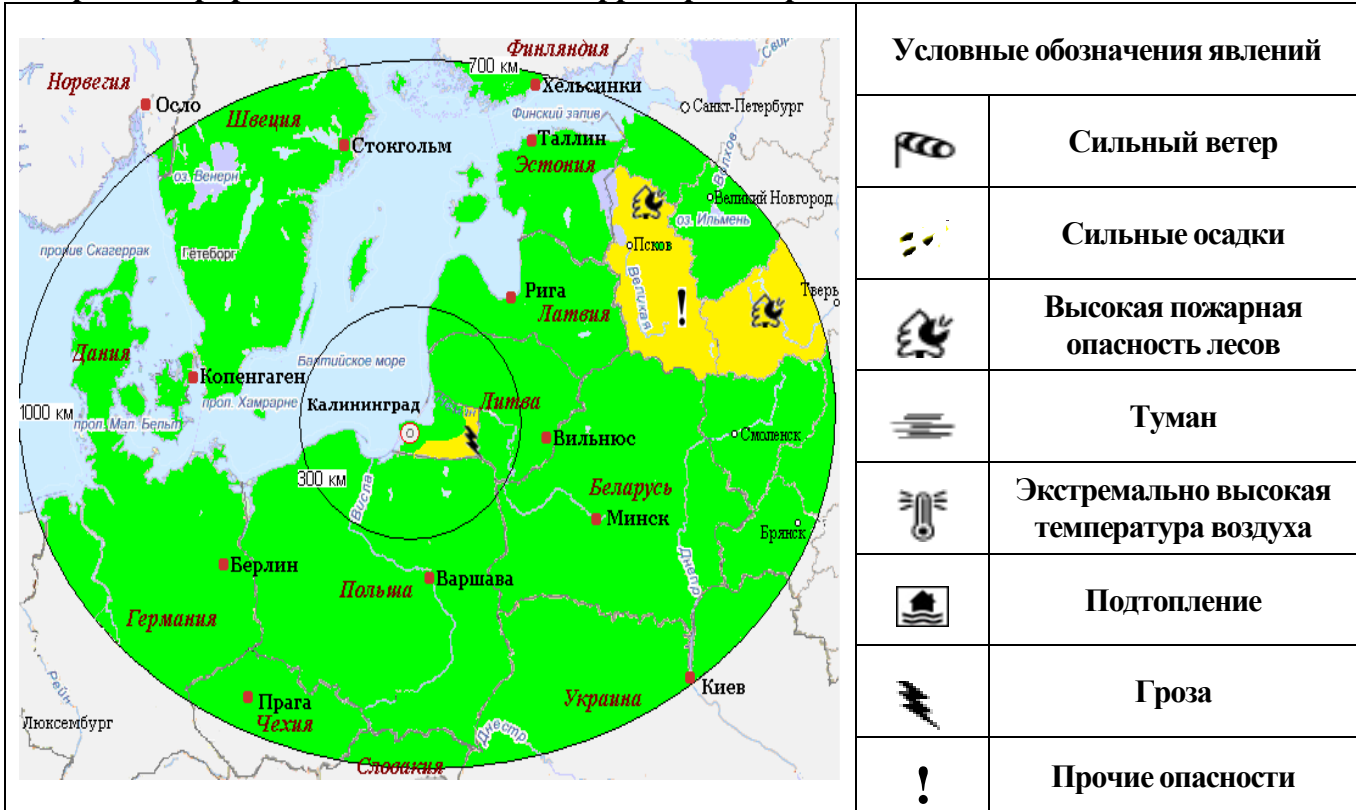 Финляндия
Норвегия
700 км
Хельсинки
Осло
Санкт-Петербург
Швеция
Финский залив
Стокгольм
Таллин
Эстония
Волхов
оз. Венерн
Великий Новгород
оз. Ильмень
Псков
пролив Скагеррак
Гётеборг
Великая
Рига
Тверь
Латвия
Дания
Балтийское море
Копенгаген
Калининград
Литва
1000 км
прол. Хамрарне
прол. Мал. Бельт
Вильнюс
Смоленск
300 км
Висла
Беларусь
Минск
Брянск
Днепр
Берлин
Польша
Варшава
Германия
Рейн
Киев
Украина
Прага
Люксембург
Чехия
Днестр
Словакия
Условные обозначения явлений
Сильный ветер
Сильные осадки
Высокая пожарная
опасность лесов
Туман
Экстремально высокая
температура воздуха
Подтопление
Гроза
! Прочие опасности